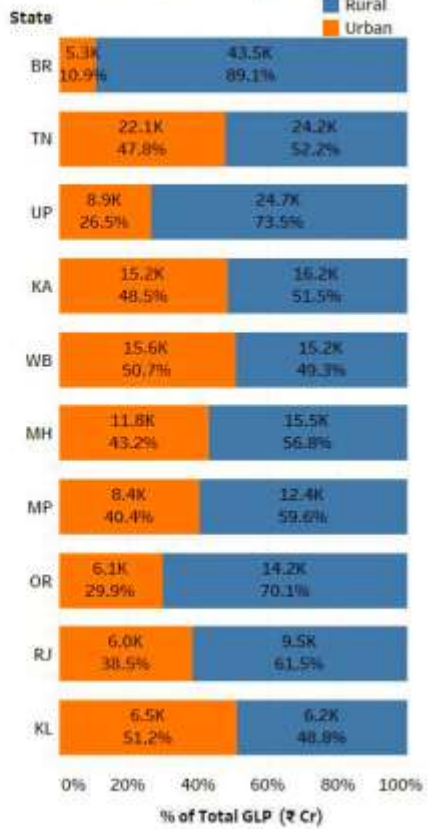 Rural
State
Urban
BR
5.3K 43.5K
10.9% 89.1%
TN
22.1K 24.2K
47.8% 52.2%
UP
8.9K 24.7K
26.5% 73.5%
KA
15.2K 16.2K
48.5% 51.5%
WB
15.6K 15.2K
50.7% 49.3%
MH
11.8K 15.5K
43.2% 56.8%
MP
8.4K 12.4K
40.4% 59.6%
OR
6.1K 14.2K
29.9% 70.1%
RJ
6.0K 9.5K
38.5% 61.5%
KL
6.5K 6.2K
51.2% 48.8%
0% 20% 40% 60% 80% 100%
% of Total GLP (₹ Cr)